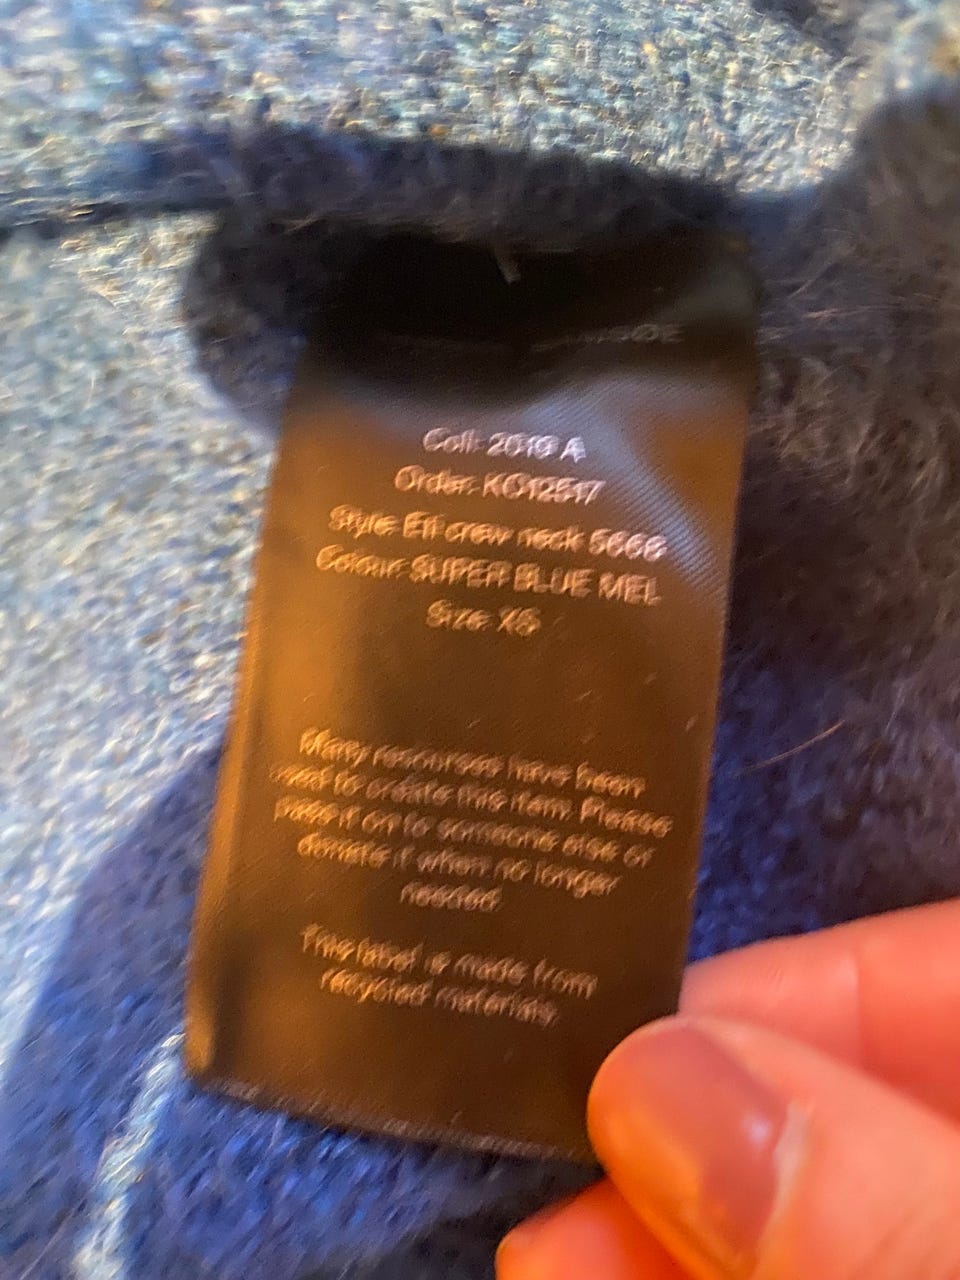 Coll: 2019 A
Order: KO12517
Style: Eti crew neck 5666
Colour: SUPER BLUE MEL
Size: XS
Many resourses have been
used to create this item. Please
pass it on to someone else or
donate it when no longer
needed.
This label is made from
recycled materials.